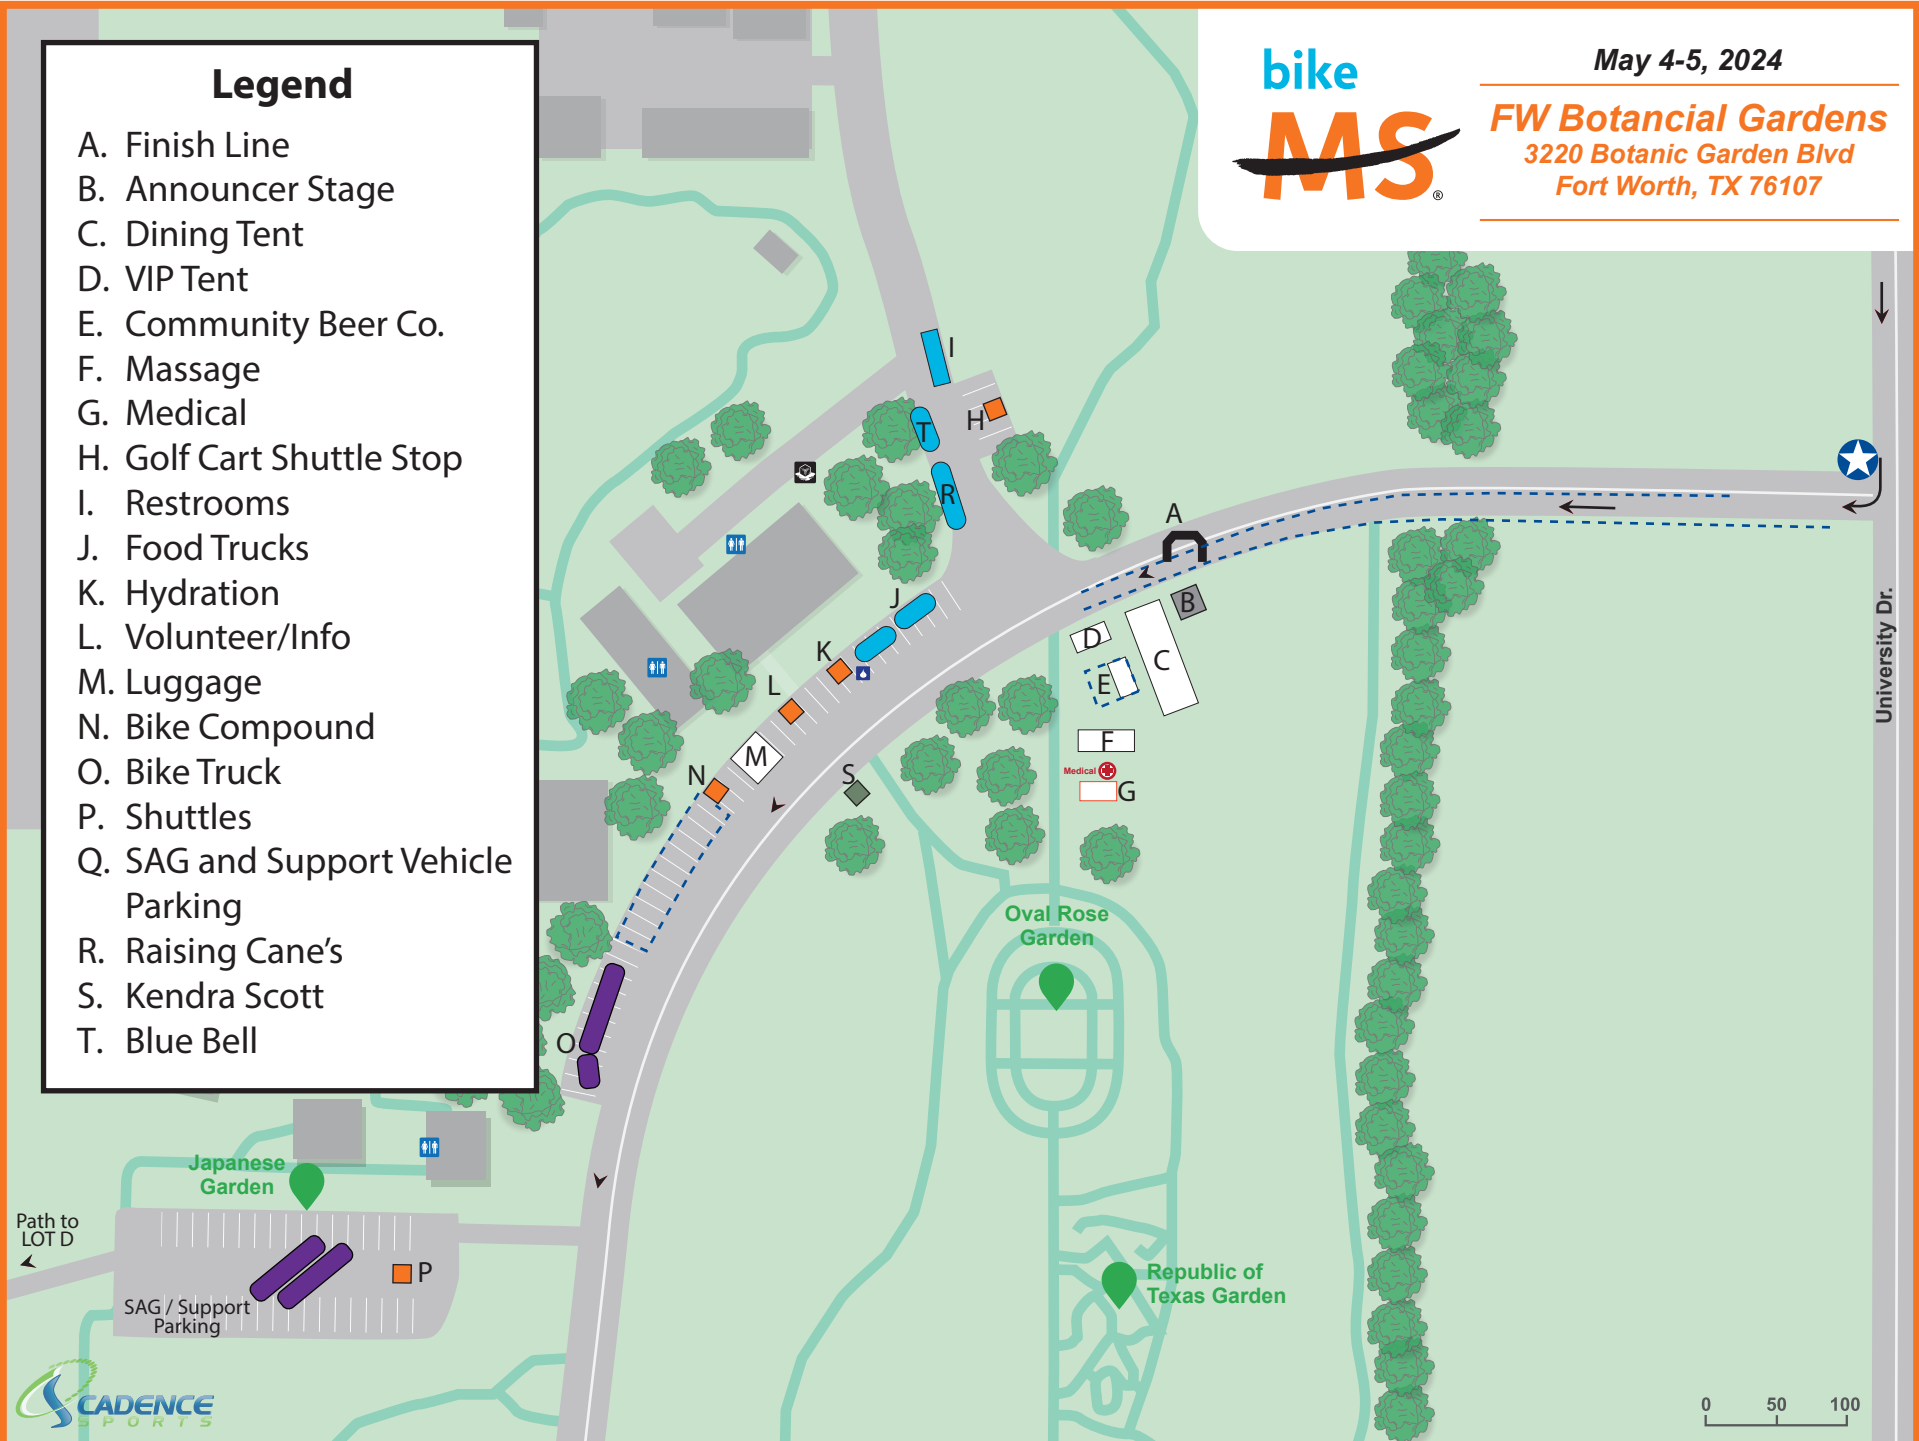 Legend
A. Finish Line
B. Announcer Stage
C. Dining Tent
D. VIP Tent
E. Community Beer Co.
F. Massage
G. Medical
H. Golf Cart Shuttle Stop
I. Restrooms
J. Food Trucks
K. Hydration
L. Volunteer/Info
M. Luggage
N. Bike Compound
O. Bike Truck
P. Shuttles
Q. SAG and Support Vehicle
Parking
R. Raising Cane's
S. Kendra Scott
T. Blue Bell
bike
MS®
May 4-5, 2024
FW Botancial Gardens
3220 Botanic Garden Blvd
Fort Worth, TX 76107
I
H
T
R
A
B
J
D
C
K
E
L
F
M
N
S
Medical
G
O
University Dr.
Oval Rose
Garden
Japanese
Garden
Path to
LOT D
P
SAG / Support
Parking
Republic of
Texas Garden
CADENCE
SPORTS
0 50 100